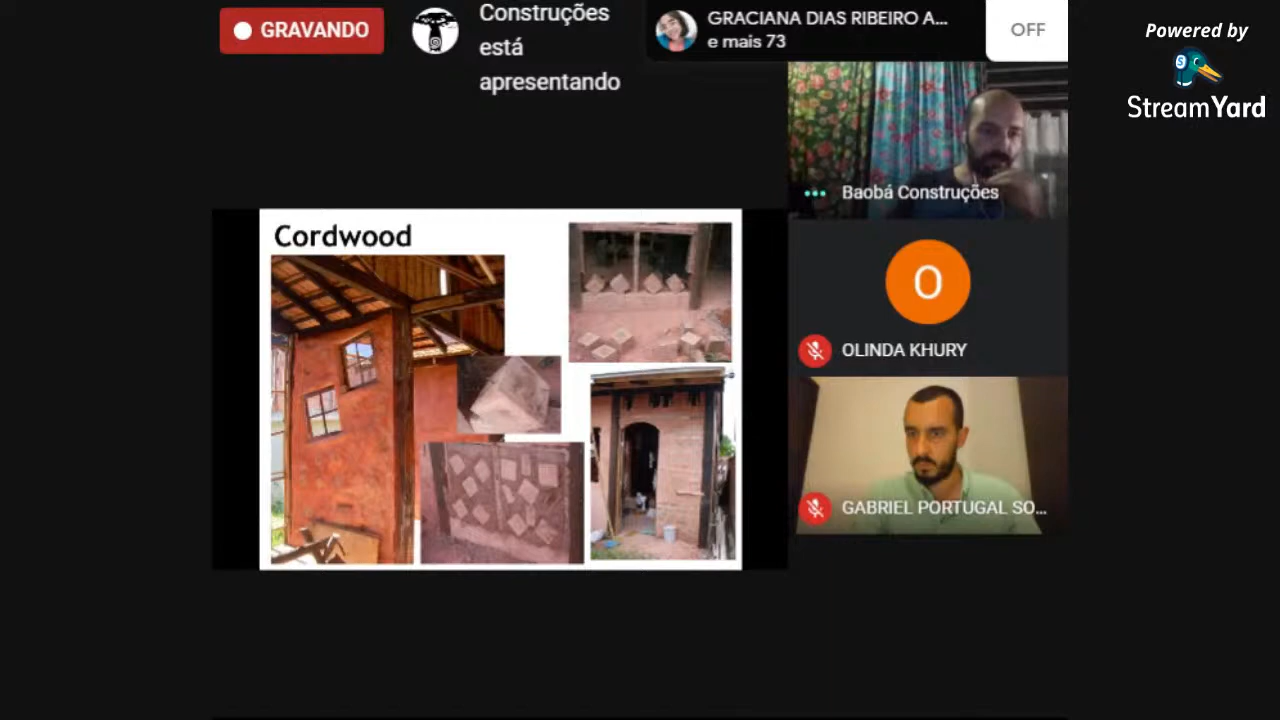 GRAVANDO
Construções
está
apresentando
GRACIANA DIAS RIBEIRO A...
e mais 73
OFF
Powered by
StreamYard
Baobá Construções
Cordwood
O
OLINDA KHURY
GABRIEL PORTUGAL SO...